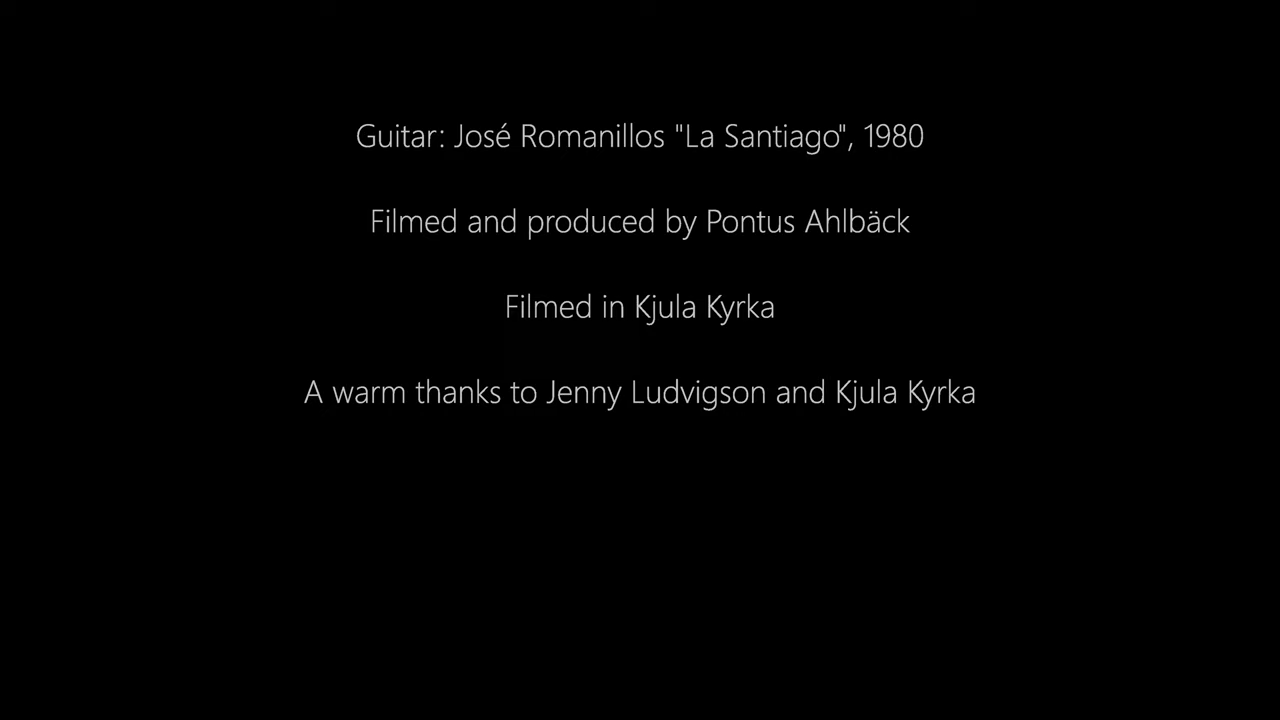 Guitar: José Romanillos "La Santiago", 1980
Filmed and produced by Pontus Ahlbäck
Filmed in Kjula Kyrka
A warm thanks to Jenny Ludvigson and Kjula Kyrka